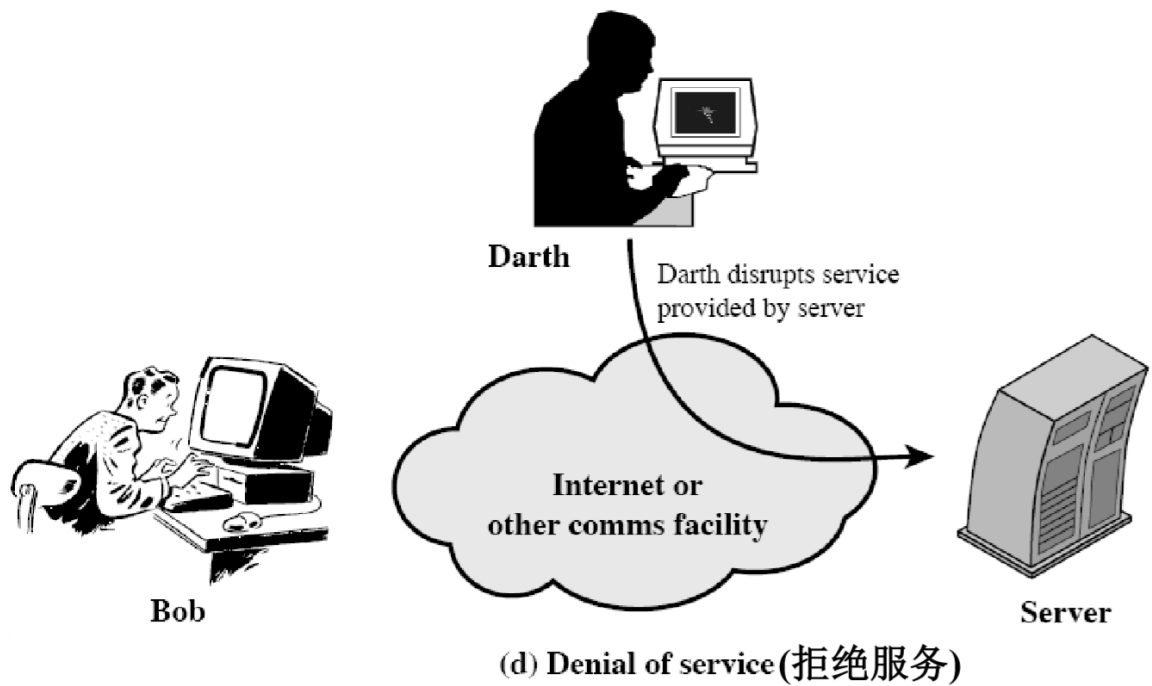 Darth
Darth disrupts service
provided by server
Internet or
other comms facility
Bob
Server
(d) Denial of service(拒绝服务)